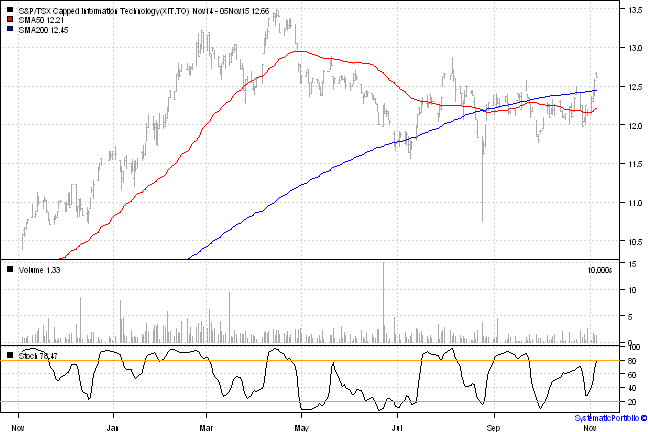 S&P/TSX Capped Information Technology(XIT.TO) Nov14 - 05Nov15 12.66
SMA50 12.21
SMA200 12.45
13.5
13.0
12.5
12.0
11.5
11.0
10.5
Volume 1.33
10,000s
15
10
5
0
Stoch 78.47
100
80
60
40
20
Nov Jan Mar May Jul Sep Nov
SystematicPortfolio ©